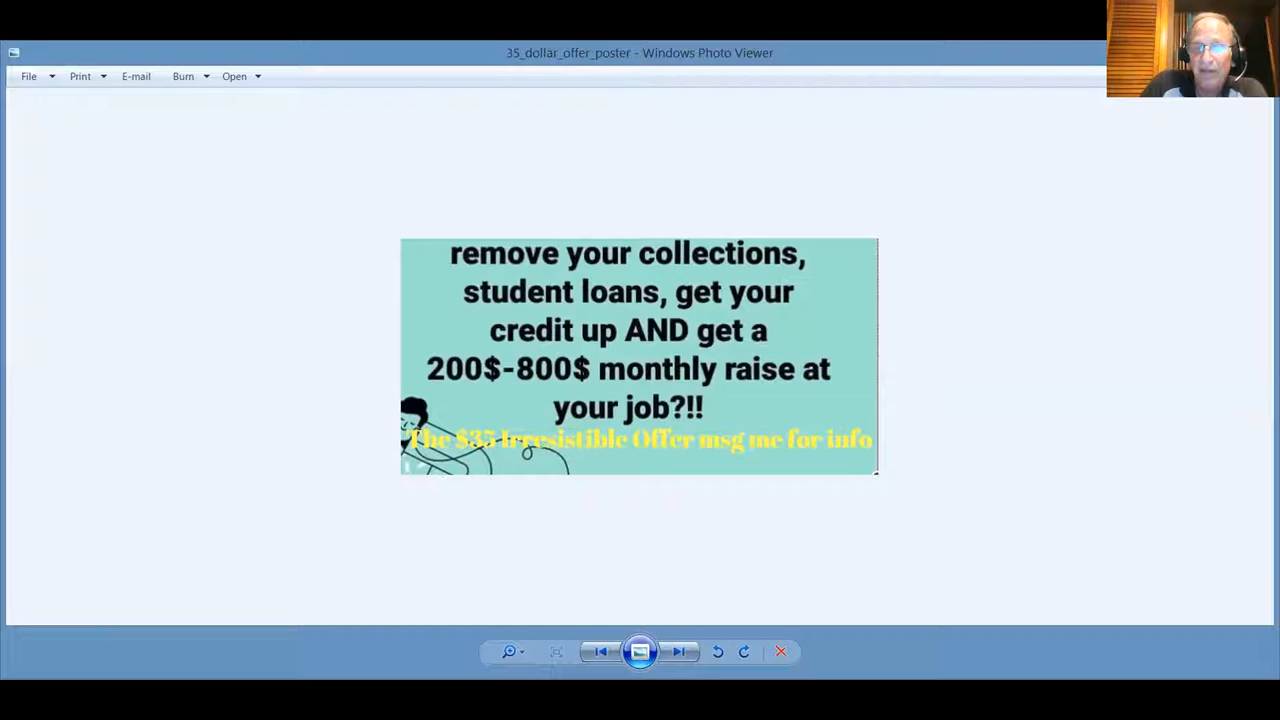 35_dollar_offer_poster - Windows Photo Viewer
File Print E-mail Burn Open
remove your collections,
student loans, get your
credit up AND get a
200$-800$ monthly raise at
your job?!!
The $35 Irresistible Offer msg me for info